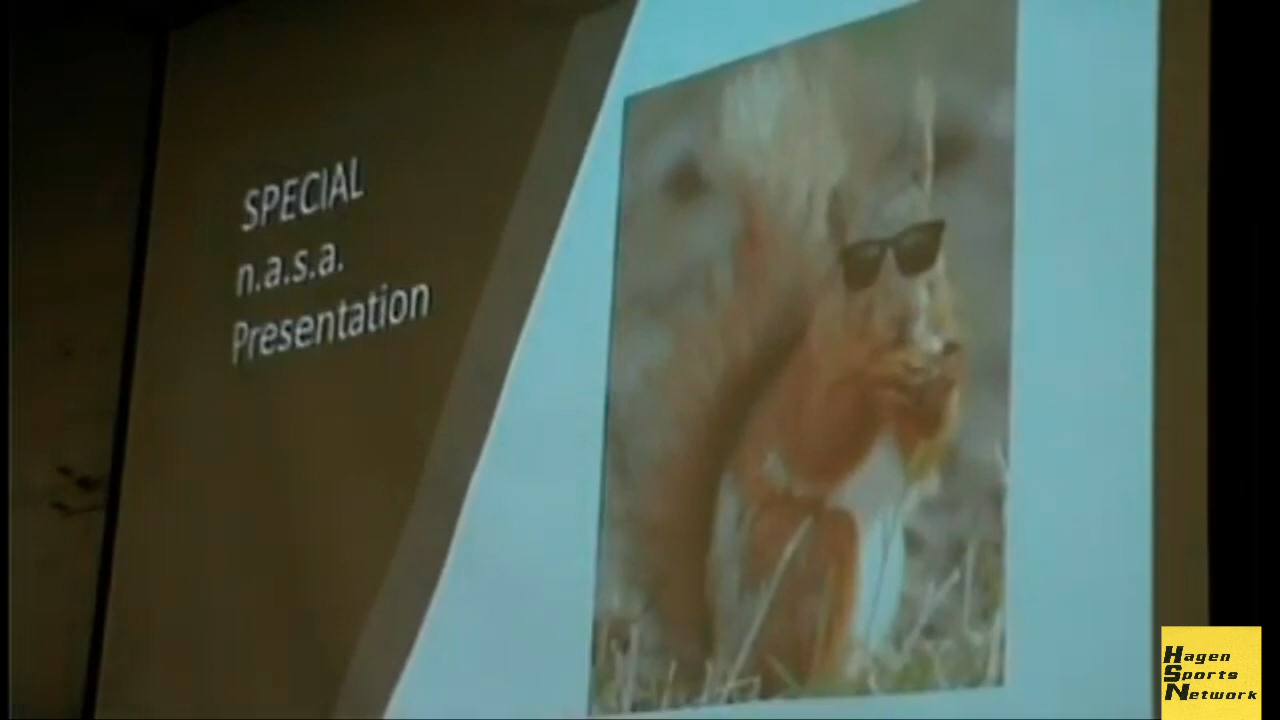 SPECIAL
n.a.s.a.
Presentation
Hagen
Sports
Network